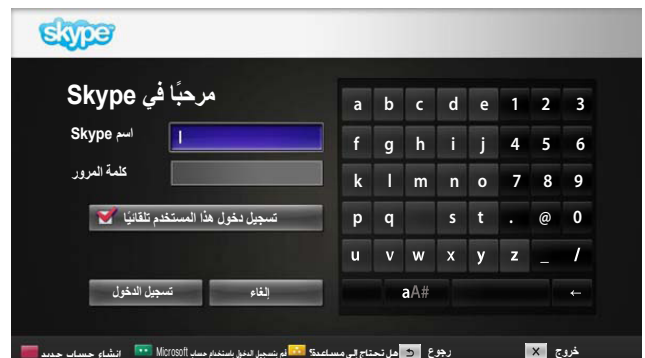 skype
مرحبًا في Skype
اسم Skype
كلمة المرور
تسجيل دخول هذا المستخدم تلقائيًا
تسجيل الدخول
إلغاء
a b c d e 1 2 3
f g h i j 4 5 6
k l m n o 7 8 9
p q s t . @ 0
u v w x y z _ /
aA# ←
انشاء حساب جديد
قم بتسجيل الدخول باستخدام حساب Microsoft
هل تحتاج الى مساعدة؟
رجوع
خروج X